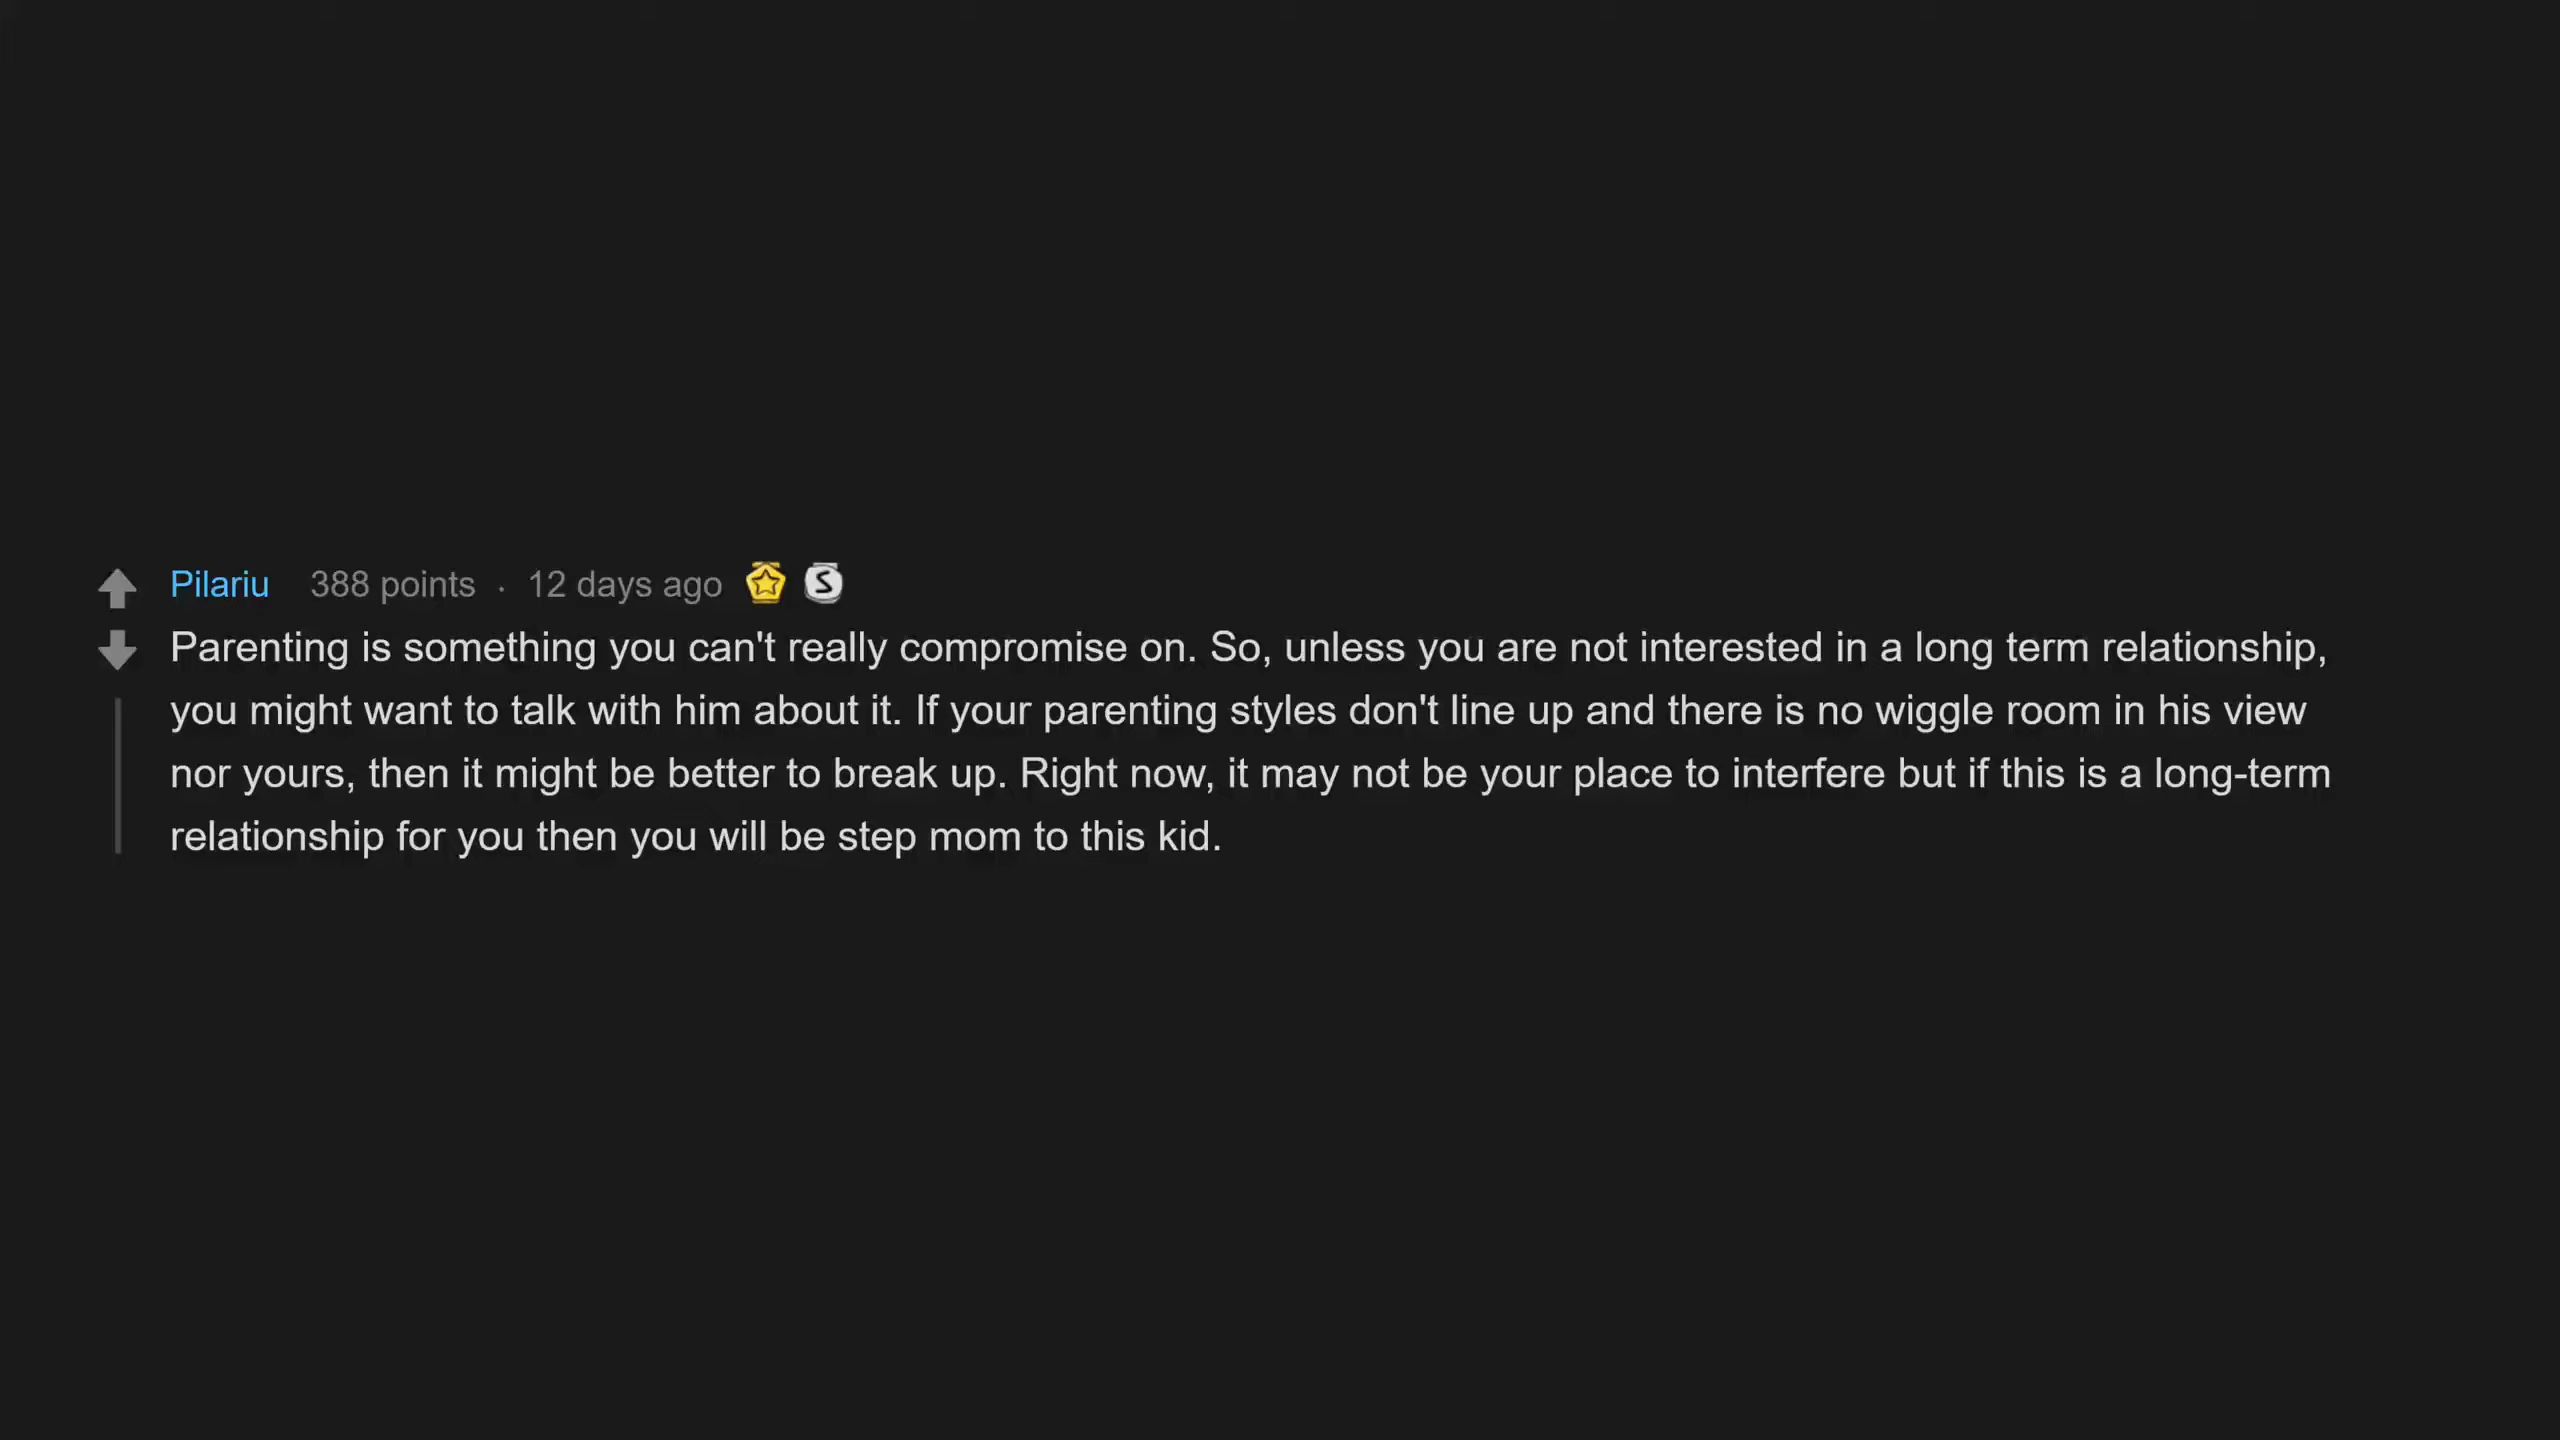 Pilariu 388 points · 12 days ago S
Parenting is something you can't really compromise on. So, unless you are not interested in a long term relationship,
you might want to talk with him about it. If your parenting styles don't line up and there is no wiggle room in his view
nor yours, then it might be better to break up. Right now, it may not be your place to interfere but if this is a long-term
relationship for you then you will be step mom to this kid.